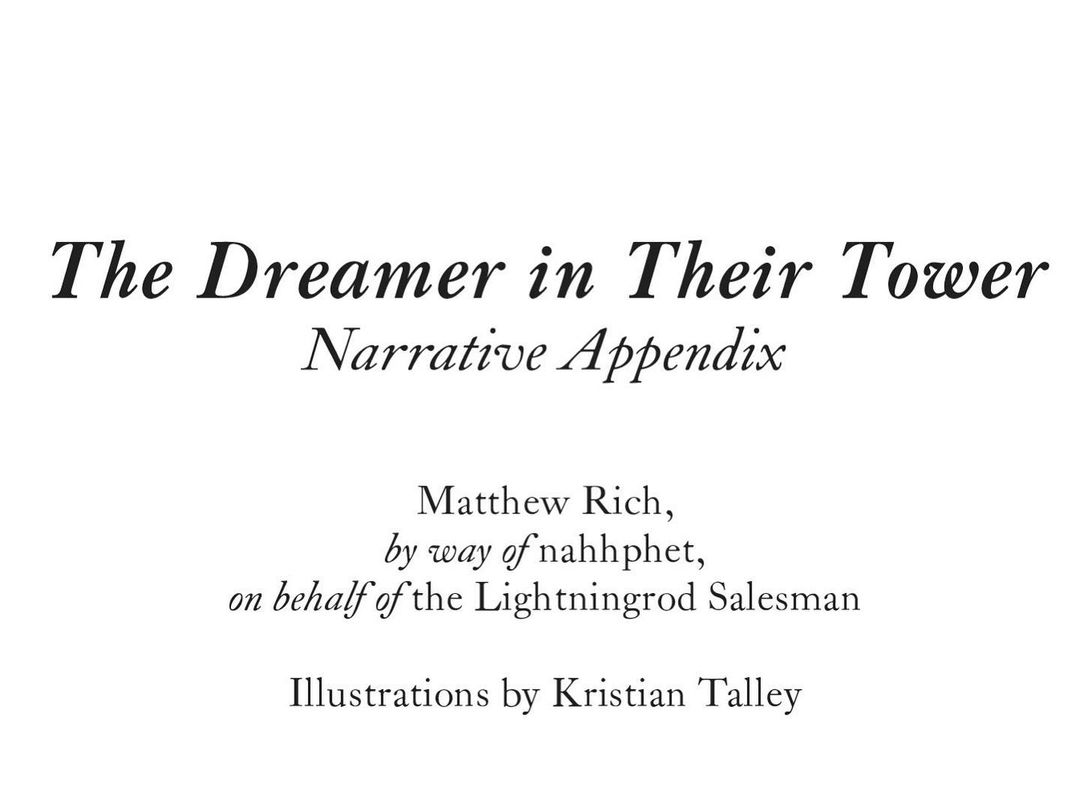 The Dreamer in Their Tower
Narrative Appendix
Matthew Rich,
by way of nahhphet,
on behalf of the Lightningrod Salesman
Illustrations by Kristian Talley